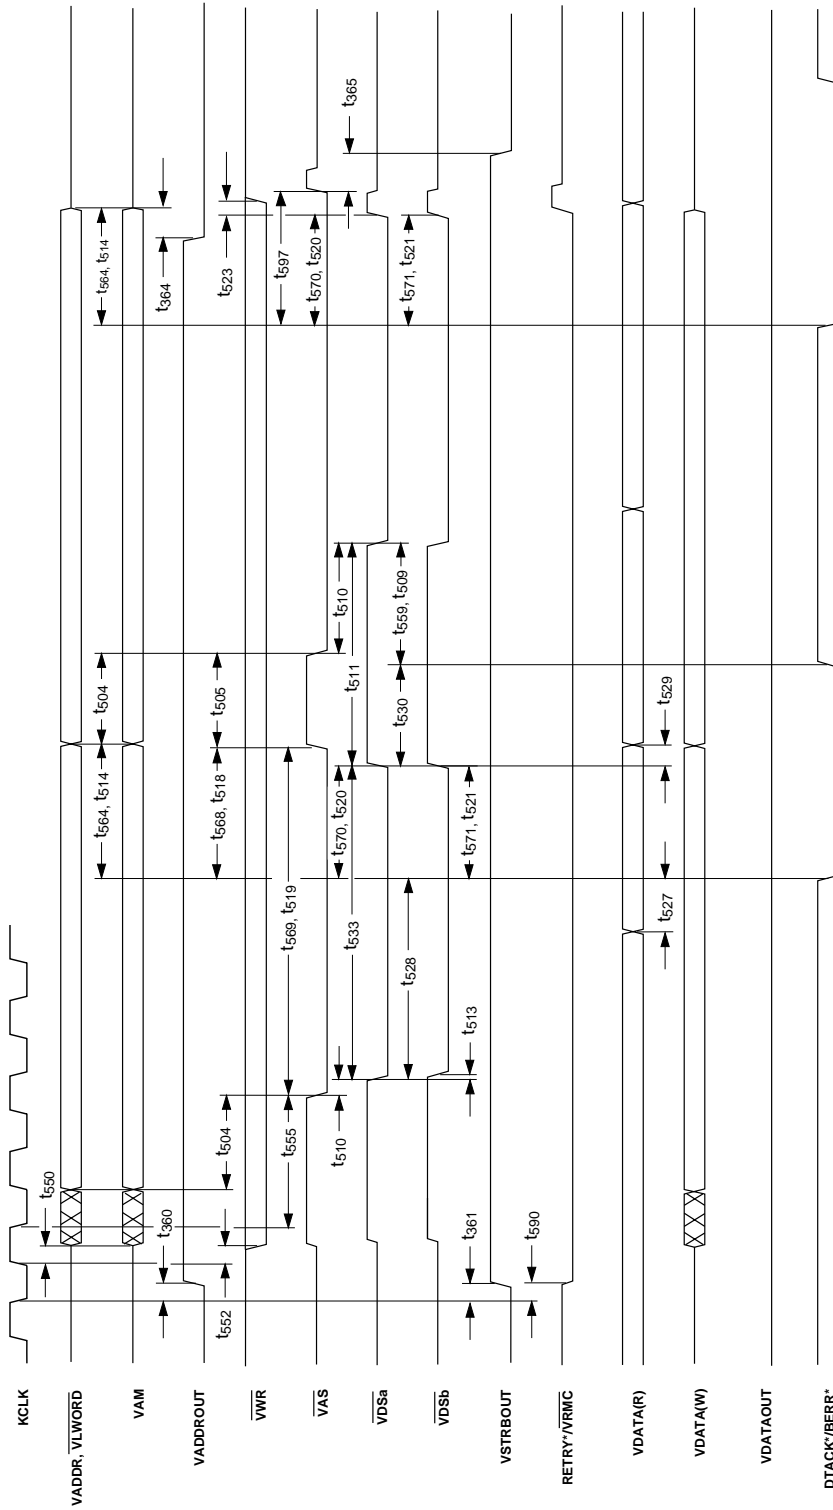 KCLK
VADDR, VLWORD
VAM
VADDROUT
VWR
VAS
VDSa
VDSb
VSTRBOUT
RETRY*/VRMC
VDATA(R)
VDATA(W)
VDATAOUT
DTACK*/BERR*
t550
t564, t514
t504
t564, t514
t360
t364
t552
t504
t568, t518
t505
t523
t555
t569, t519
t597
t510
t570, t520
t510
t570, t520
t365
t533
t511
t528
t530
t559, t509
t571, t521
t361
t513
t571, t521
t590
t527
t529